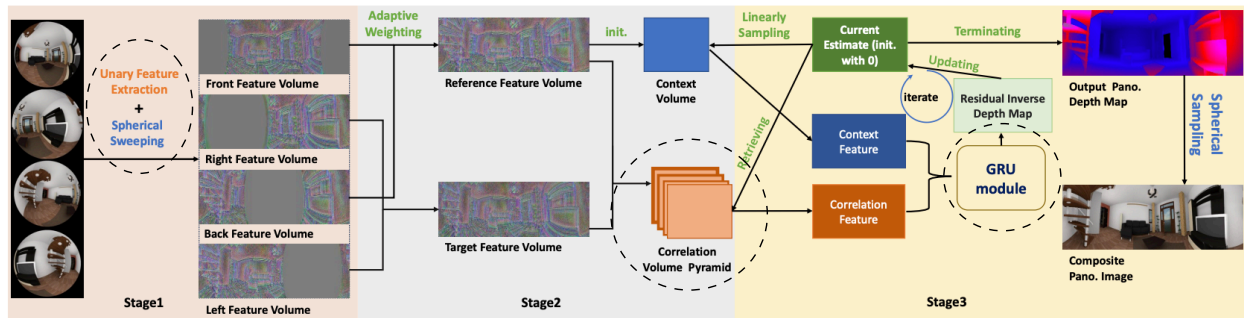 Unary Feature
Extraction
+
Spherical
Sweeping
Front Feature Volume
Right Feature Volume
Back Feature Volume
Left Feature Volume
Stage1
Adaptive
Weighting
Reference Feature Volume
Target Feature Volume
init.
Context
Volume
Correlation
Volume Pyramid
Stage2
Linearly
Sampling
Retrieving
Current
Estimate (init.
with 0)
Terminating
Updating
iterate
Residual Inverse
Depth Map
Context
Feature
Correlation
Feature
GRU
module
Output Pano.
Depth Map
Spherical
Sampling
Composite
Pano. Image
Stage3